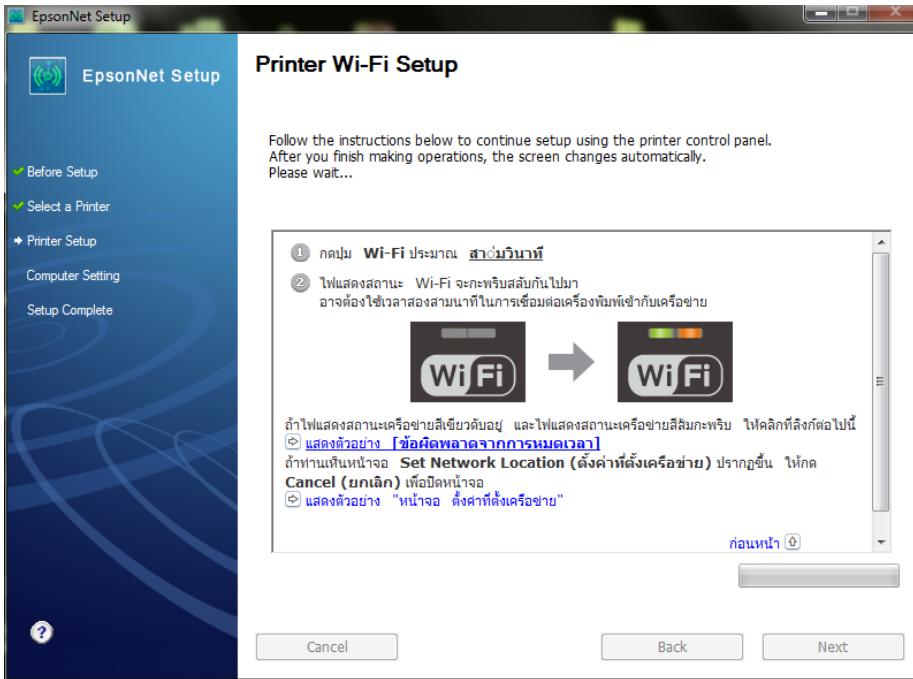 EpsonNet Setup
EpsonNet Setup
Before Setup
Select a Printer
Printer Setup
Computer Setting
Setup Complete
Printer Wi-Fi Setup
Follow the instructions below to continue setup using the printer control panel.
After you finish making operations, the screen changes automatically.
Please wait...
1 กดปุ่ม Wi-Fi ประมาณ สา่มวินาที
2 ไฟแสดงสถานะ Wi-Fi จะกะพริบสลับกันไปมา
อาจต้องใช้เวลาสองสามนาทีในการเชื่อมต่อเครื่องพิมพ์เข้ากับเครือข่าย
Wi Fi Wi Fi
ถ้าไฟแสดงสถานะเครือข่ายสีเขียวดับอยู่ และไฟแสดงสถานะเครือข่ายสีส้มกะพริบ ให้คลิกที่ลิงก์ต่อไปนี้
แสดงตัวอย่าง [ข้อผิดพลาดจากการหมดเวลา]
ถ้าท่านเห็นหน้าจอ Set Network Location (ตั้งค่าที่ตั้งเครือข่าย) ปรากฏขึ้น ให้กด
Cancel (ยกเลิก) เพื่อปิดหน้าจอ
แสดงตัวอย่าง "หน้าจอ ตั้งค่าที่ตั้งเครือข่าย"
ก่อนหน้า
Cancel Back Next